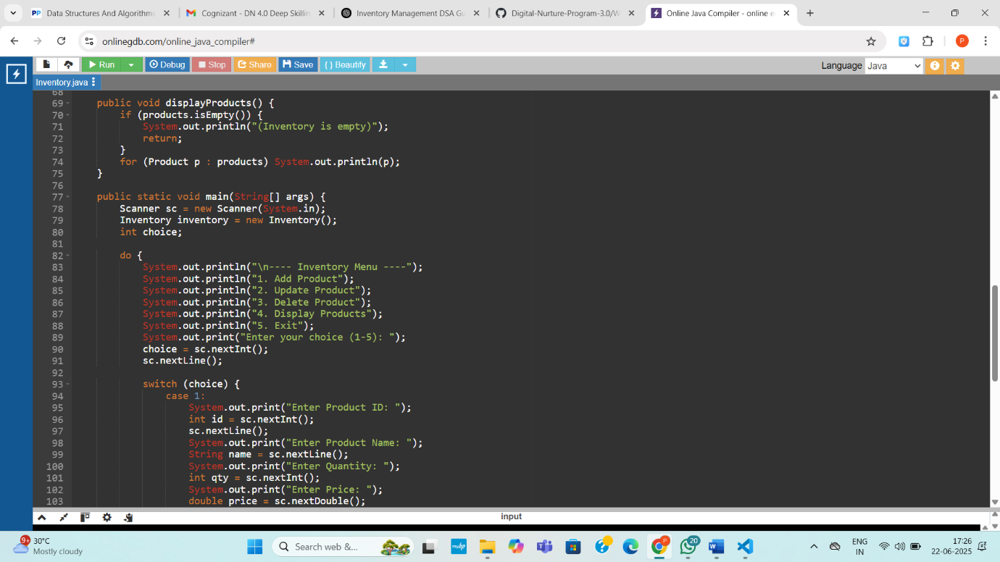 Data Structures And Algorithms
Cognizant - DN 4.0 Deep Skillin
Inventory Management DSA Gu
Digital-Nurture-Program-3.0/W
Online Java Compiler - online e
onlinegdb.com/online_java_compiler#
P
Run
Debug
Stop
Share
Save
{ } Beautify
Language
Java
Inventory.java
68
69 public void displayProducts() {
70 if (products.isEmpty()) {
71 System.out.println("(Inventory is empty)");
72 return;
73 }
74 for (Product p : products) System.out.println(p);
75 }
76
77 public static void main(String[] args) {
78 Scanner sc = new Scanner(System.in);
79 Inventory inventory = new Inventory();
80 int choice;
81
82 do {
83 System.out.println("\n---- Inventory Menu ----");
84 System.out.println("1. Add Product");
85 System.out.println("2. Update Product");
86 System.out.println("3. Delete Product");
87 System.out.println("4. Display Products");
88 System.out.println("5. Exit");
89 System.out.print("Enter your choice (1-5): ");
90 choice = sc.nextInt();
91 sc.nextLine();
92
93 switch (choice) {
94 case 1:
95 System.out.print("Enter Product ID: ");
96 int id = sc.nextInt();
97 sc.nextLine();
98 System.out.print("Enter Product Name: ");
99 String name = sc.nextLine();
100 System.out.print("Enter Quantity: ");
101 int qty = sc.nextInt();
102 System.out.print("Enter Price: ");
103 double price = sc.nextDouble();
input
9+
30°C
Mostly cloudy
Search web &...
myhp
P
20
ENG
IN
17:26
22-06-2025